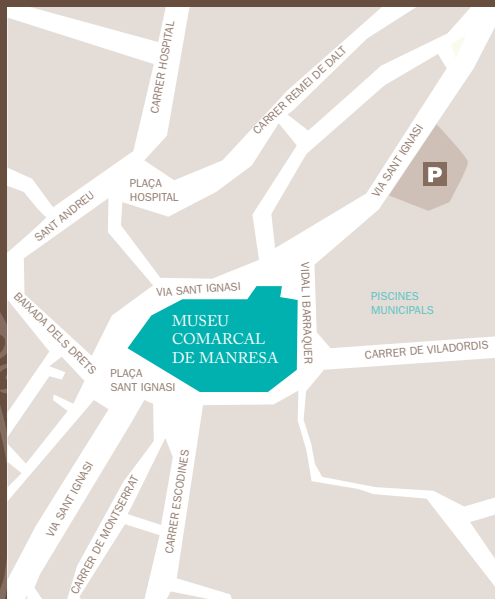 CARRER HOSPITAL
CARRER REMEI DE DALT
VIA SANT IGNASI
P
PLAÇA
HOSPITAL
SANT ANDREU
VIA SANT IGNASI
VIDAL I BARRAQUER
PISCINES
MUNICIPALS
BAIXADA DELS DRETS
MUSEU
COMARCAL
DE MANRESA
CARRER DE VILADORDIS
PLAÇA
SANT IGNASI
VIA SANT IGNASI
CARRER DE MONTSERRAT
CARRER ESCODINES